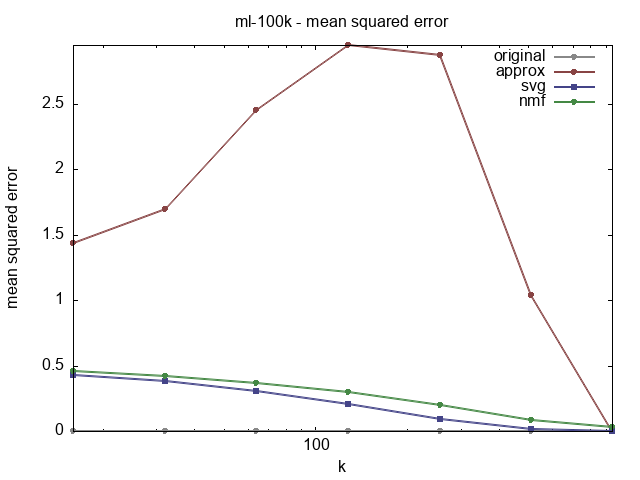 ml-100k - mean squared error
original
approx
svg
nmf
2.5
2
1.5
1
0.5
0
100
mean squared error
k